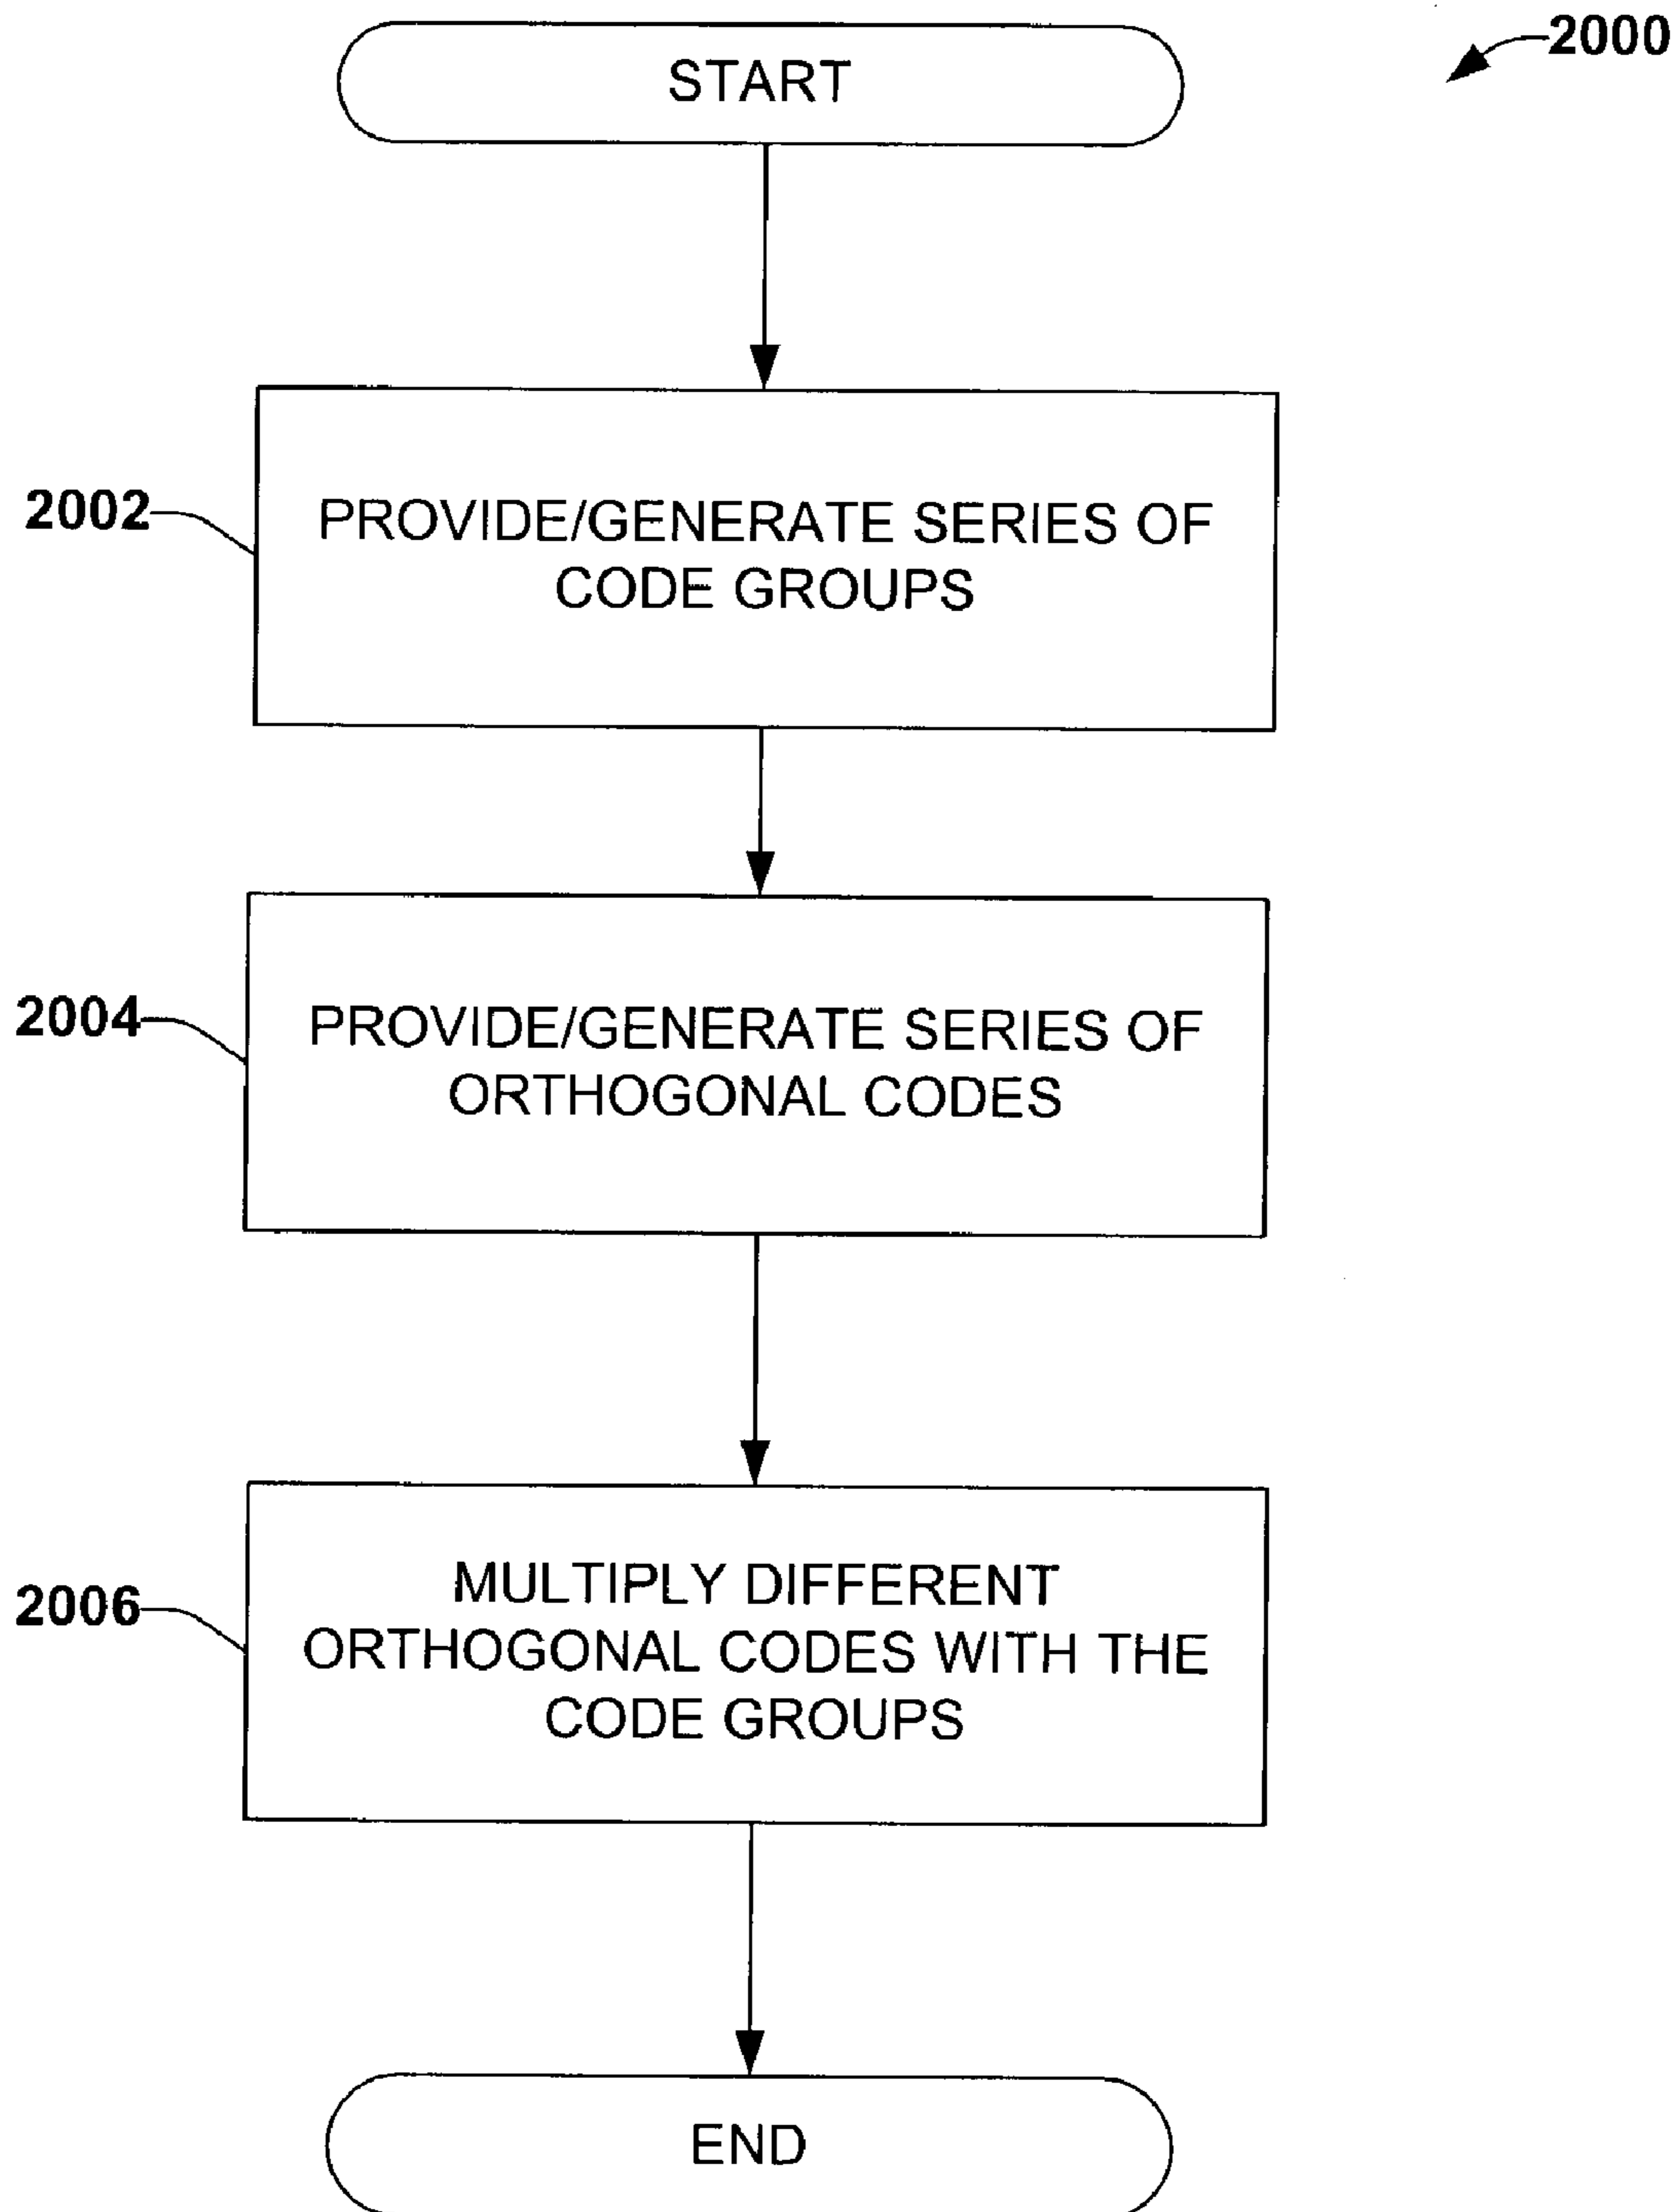 2000
START
2002
PROVIDE/GENERATE SERIES OF
CODE GROUPS
2004
PROVIDE/GENERATE SERIES OF
ORTHOGONAL CODES
2006
MULTIPLY DIFFERENT
ORTHOGONAL CODES WITH THE
CODE GROUPS
END